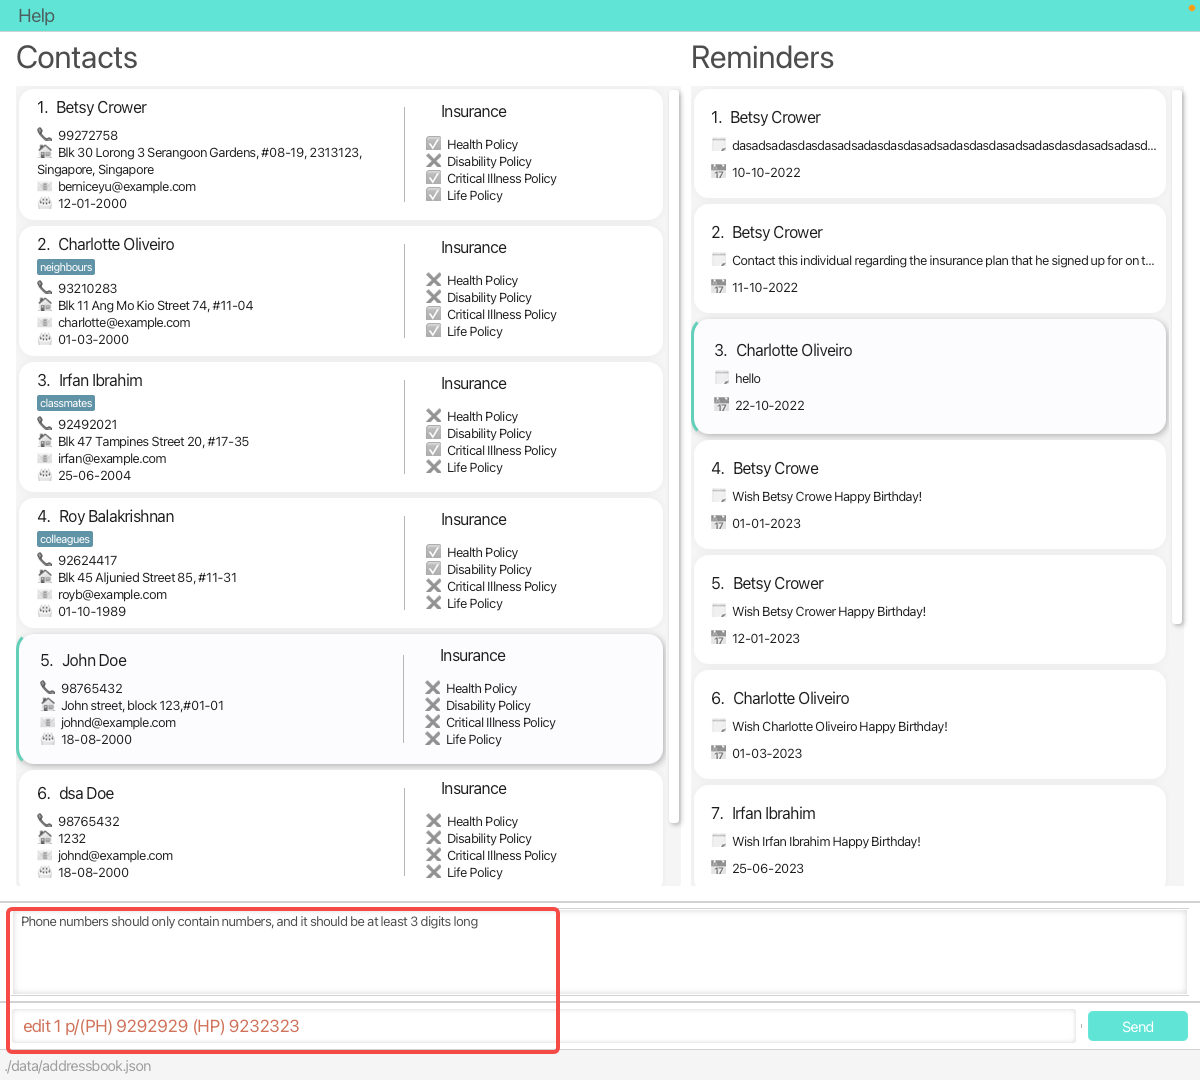 Help
Contacts
1. Betsy Crower
99272758
Blk 30 Lorong 3 Serangoon Gardens, #08-19, 2313123,
Singapore, Singapore
berniceyu@example.com
12-01-2000
Insurance
Health Policy
Disability Policy
Critical Illness Policy
Life Policy
2. Charlotte Oliveiro
neighbours
93210283
Blk 11 Ang Mo Kio Street 74, #11-04
charlotte@example.com
01-03-2000
Insurance
Health Policy
Disability Policy
Critical Illness Policy
Life Policy
3. Irfan Ibrahim
classmates
92492021
Blk 47 Tampines Street 20, #17-35
irfan@example.com
25-06-2004
Insurance
Health Policy
Disability Policy
Critical Illness Policy
Life Policy
4. Roy Balakrishnan
colleagues
92624417
Blk 45 Aljunied Street 85, #11-31
royb@example.com
01-10-1989
Insurance
Health Policy
Disability Policy
Critical Illness Policy
Life Policy
5. John Doe
98765432
John street, block 123,#01-01
johnd@example.com
18-08-2000
Insurance
Health Policy
Disability Policy
Critical Illness Policy
Life Policy
6. dsa Doe
98765432
1232
johnd@example.com
18-08-2000
Insurance
Health Policy
Disability Policy
Critical Illness Policy
Life Policy
Reminders
1. Betsy Crower
dasadsadasdasdasadsadasdasdasadsadasdasdasadsadasdasdasadsadasd...
10-10-2022
2. Betsy Crower
Contact this individual regarding the insurance plan that he signed up for on t...
11-10-2022
3. Charlotte Oliveiro
hello
22-10-2022
4. Betsy Crowe
Wish Betsy Crowe Happy Birthday!
01-01-2023
5. Betsy Crower
Wish Betsy Crower Happy Birthday!
12-01-2023
6. Charlotte Oliveiro
Wish Charlotte Oliveiro Happy Birthday!
01-03-2023
7. Irfan Ibrahim
Wish Irfan Ibrahim Happy Birthday!
25-06-2023
Phone numbers should only contain numbers, and it should be at least 3 digits long
edit 1 p/(PH) 9292929 (HP) 9232323
Send
./data/addressbook.json